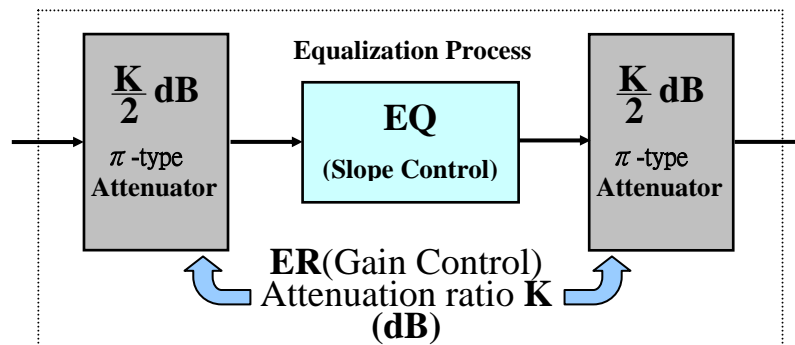 Equalization Process
K/2 dB
π -type
Attenuator
EQ
(Slope Control)
K/2 dB
π -type
Attenuator
ER(Gain Control)
Attenuation ratio K
(dB)